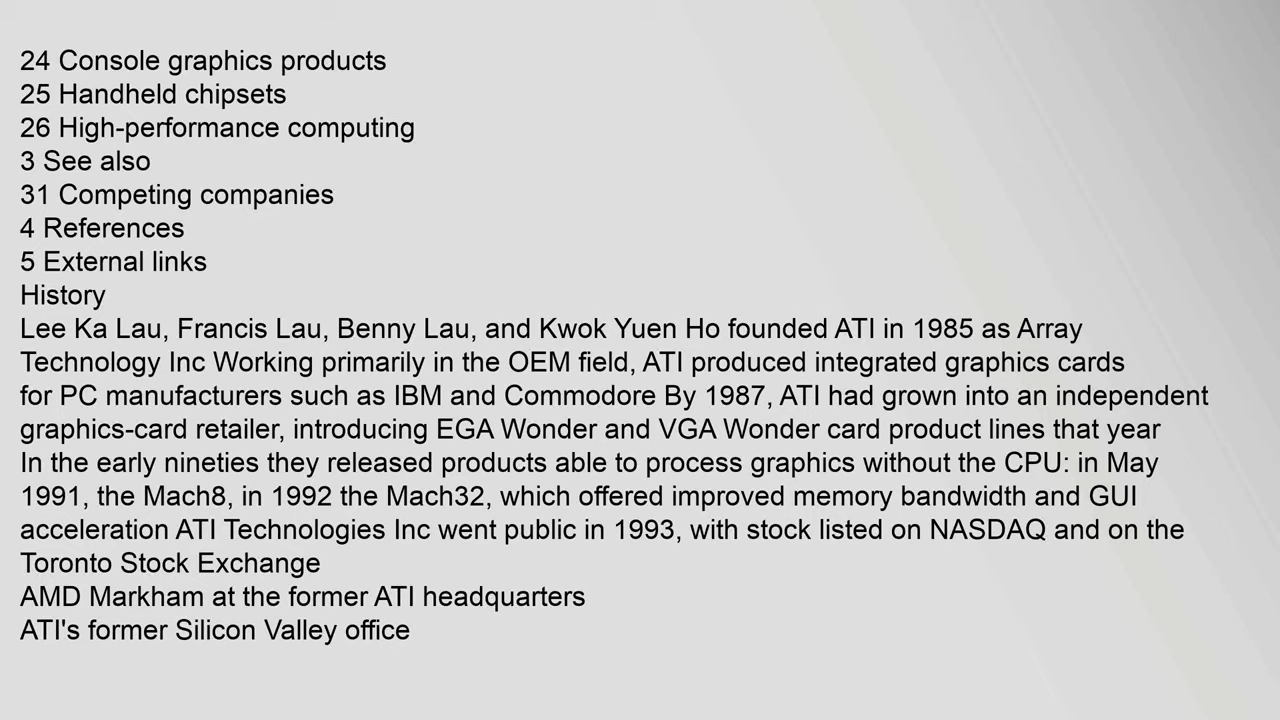 24 Console graphics products
25 Handheld chipsets
26 High-performance computing
3 See also
31 Competing companies
4 References
5 External links
History
Lee Ka Lau, Francis Lau, Benny Lau, and Kwok Yuen Ho founded ATI in 1985 as Array
Technology Inc Working primarily in the OEM field, ATI produced integrated graphics cards
for PC manufacturers such as IBM and Commodore By 1987, ATI had grown into an independent
graphics-card retailer, introducing EGA Wonder and VGA Wonder card product lines that year
In the early nineties they released products able to process graphics without the CPU: in May
1991, the Mach8, in 1992 the Mach32, which offered improved memory bandwidth and GUI
acceleration ATI Technologies Inc went public in 1993, with stock listed on NASDAQ and on the
Toronto Stock Exchange
AMD Markham at the former ATI headquarters
ATI's former Silicon Valley office